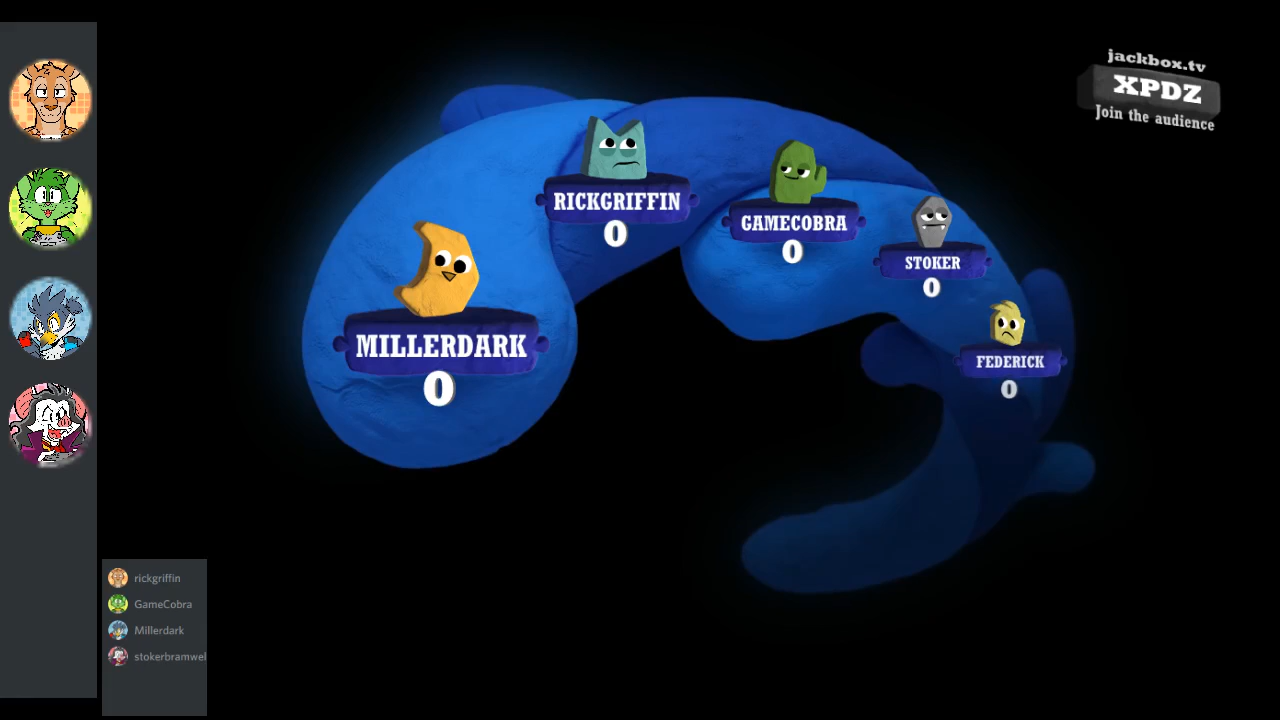 jackbox.tv
XPDZ
Join the audience
RICKGRIFFIN
0
GAMECOBRA
0
STOKER
0
MILLERDARK
0
FEDERICK
0
rickgriffin
GameCobra
Millerdark
stokerbramwel